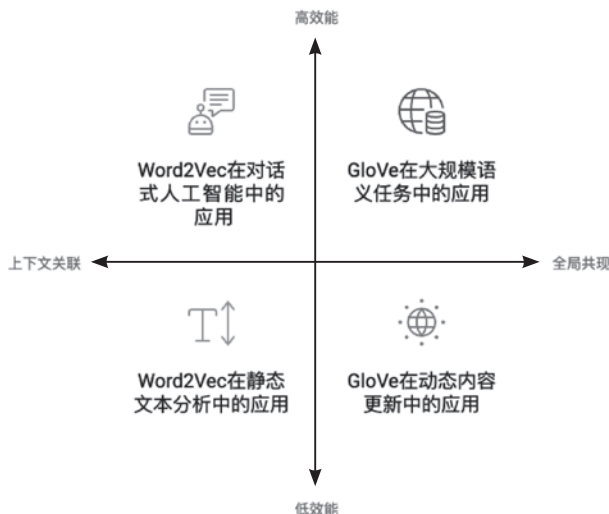 高效能
Word2Vec在对话
式人工智能中的
应用
GloVe在大规模语
义任务中的应用
上下文关联
全局共现
Word2Vec在静态
文本分析中的应用
GloVe在动态内容
更新中的应用
低效能